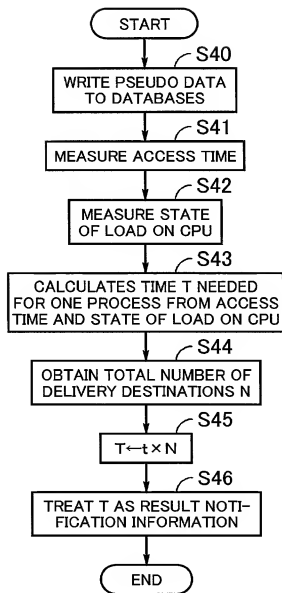 START
S40
WRITE PSEUDO DATA
TO DATABASES
S41
MEASURE ACCESS TIME
S42
MEASURE STATE
OF LOAD ON CPU
S43
CALCULATES TIME T NEEDED
FOR ONE PROCESS FROM ACCESS
TIME AND STATE OF LOAD ON CPU
S44
OBTAIN TOTAL NUMBER OF
DELIVERY DESTINATIONS N
S45
T←t×N
S46
TREAT T AS RESULT NOTI-
FICATION INFORMATION
END